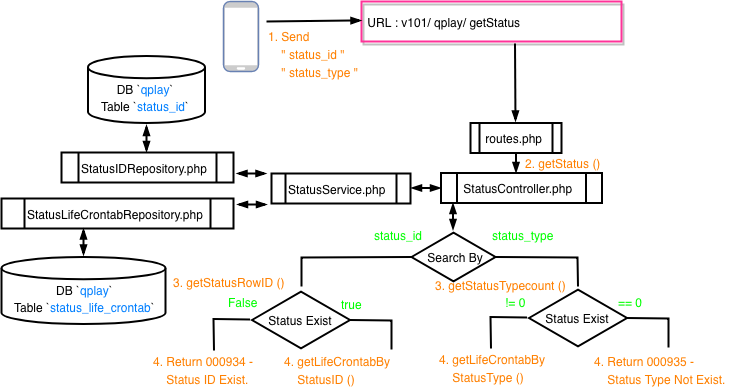 URL : v101/ qplay/ getStatus
1. Send
" status_id "
" status_type "
DB `qplay`
Table `status_id`
routes.php
2. getStatus ()
StatusIDRepository.php
StatusService.php
StatusController.php
StatusLifeCrontabRepository.php
status_id
status_type
Search By
DB `qplay`
Table `status_life_crontab`
3. getStatusRowID ()
3. getStatusTypecount ()
False
true
!= 0
== 0
Status Exist
Status Exist
4. Return 000934 -
Status ID Exist.
4. getLifeCrontabBy
StatusID ()
4. getLifeCrontabBy
StatusType ()
4. Return 000935 -
Status Type Not Exist.